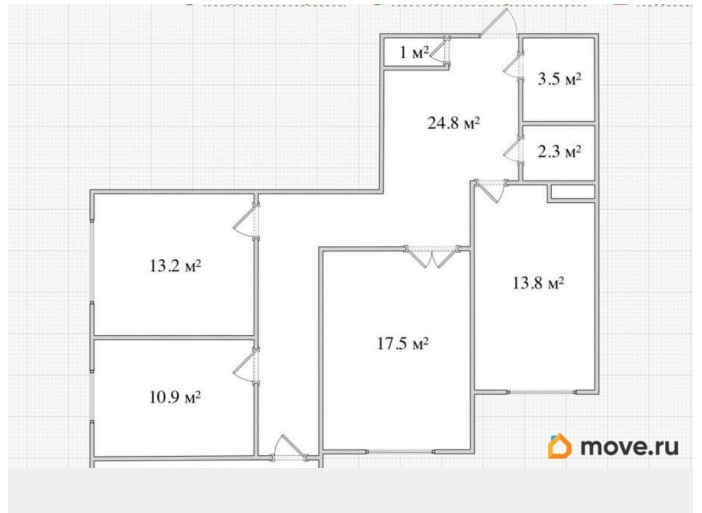 1 м²
3.5 м²
24.8 м²
2.3 м²
13.2 м²
13.8 м²
17.5 м²
10.9 м²
move.ru